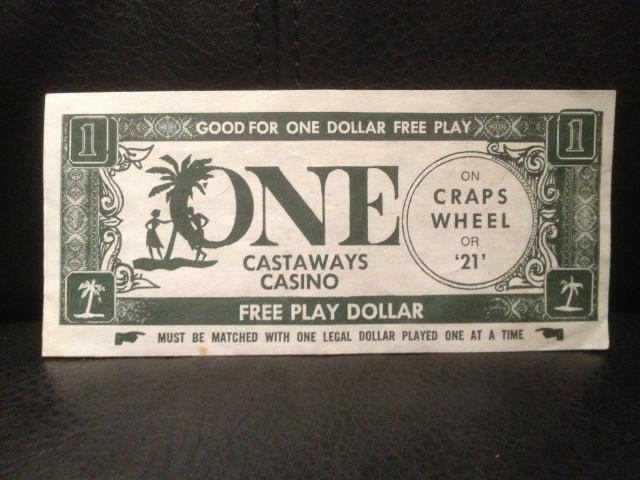 1
1
GOOD FOR ONE DOLLAR FREE PLAY
ONE
CASTAWAYS
CASINO
ON
CRAPS
WHEEL
OR
'21'
FREE PLAY DOLLAR
MUST BE MATCHED WITH ONE LEGAL DOLLAR PLAYED ONE AT A TIME